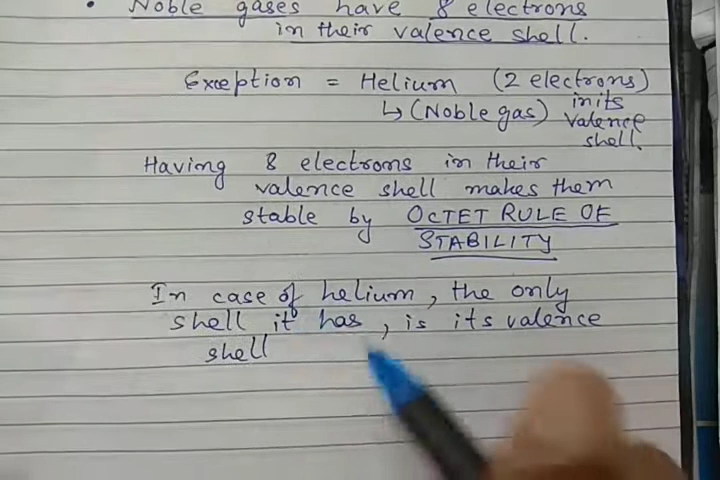 • Noble gases have 8 electrons
in their valence shell.
Exception = Helium (2 electrons)
↳ (Noble gas) in its
valence
shell.
Having 8 electrons in their
valence shell makes them
stable by OCTET RULE OF
STABILITY
In case of helium, the only
shell it has, is its valence
shell